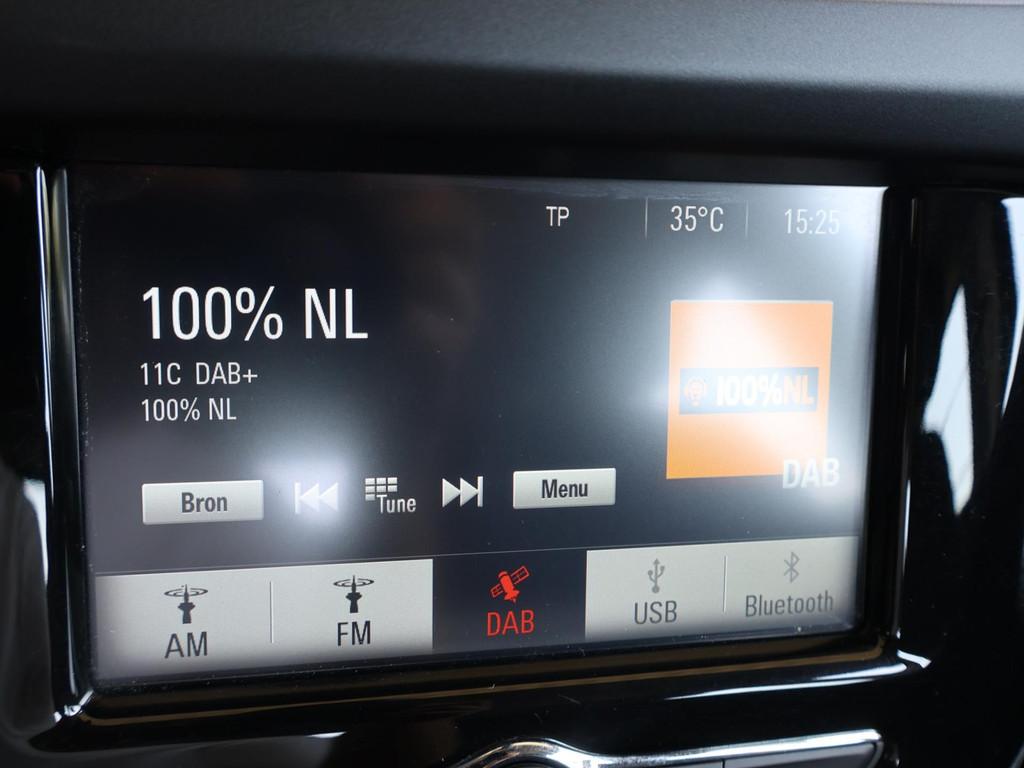 TP 35°C 15:25
100% NL
11C DAB+
100% NL
100%NL
DAB
Bron Tune Menu
AM FM DAB USB Bluetooth